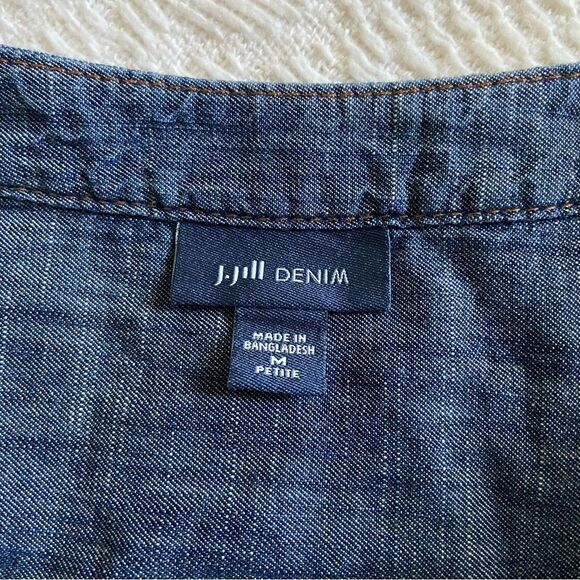 J.Jill DENIM
MADE IN
BANGLADESH
M
PETITE